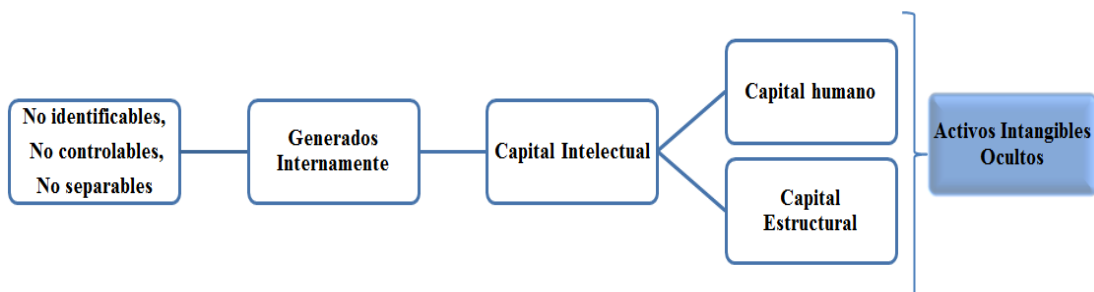 No identificables,
No controlables,
No separables
Generados
Internamente
Capital Intelectual
Capital humano
Capital
Estructural
Activos Intangibles
Ocultos